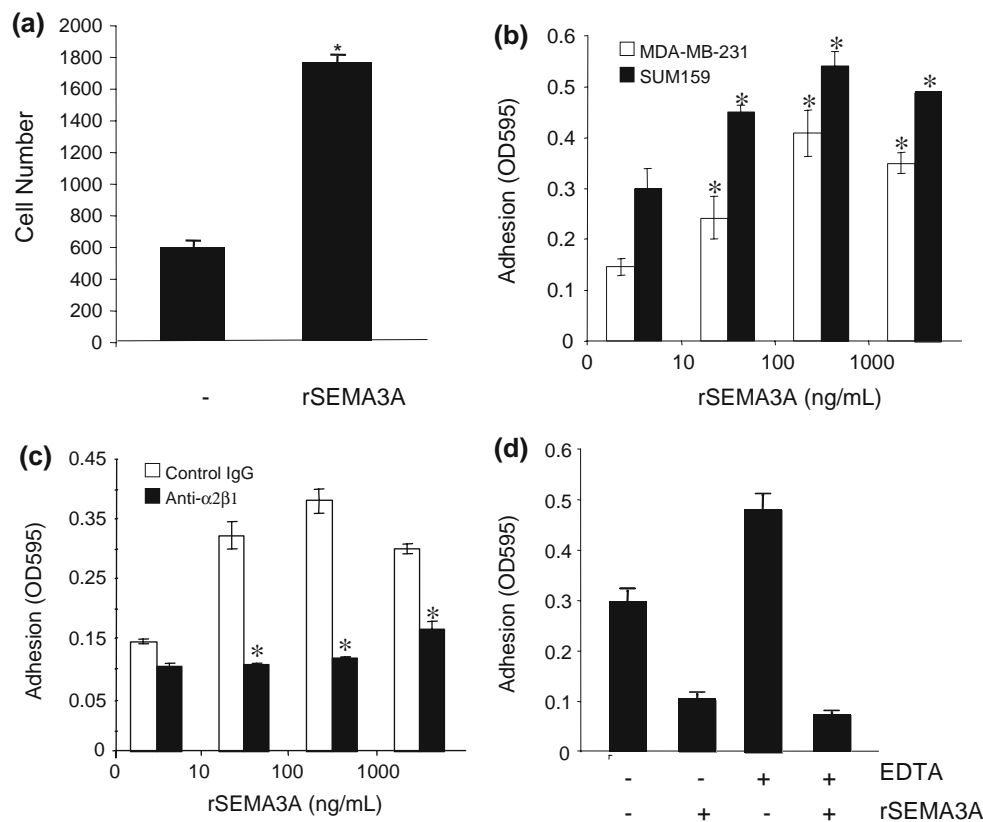 (a)
2000
1800
1600
1400
1200
1000
800
600
400
200
0
Cell Number
*
- rSEMA3A
(b)
0.6
0.5
0.4
0.3
0.2
0.1
0
Adhesion (OD595)
MDA-MB-231
SUM159
* * * * * *
0 10 100 1000
rSEMA3A (ng/mL)
(c)
0.45
0.35
0.25
0.15
0.05
0
Adhesion (OD595)
Control IgG
Anti-α2β1
* * *
0 10 100 1000
rSEMA3A (ng/mL)
(d)
0.6
0.5
0.4
0.3
0.2
0.1
0
Adhesion (OD595)
- - + + EDTA
- + - + rSEMA3A